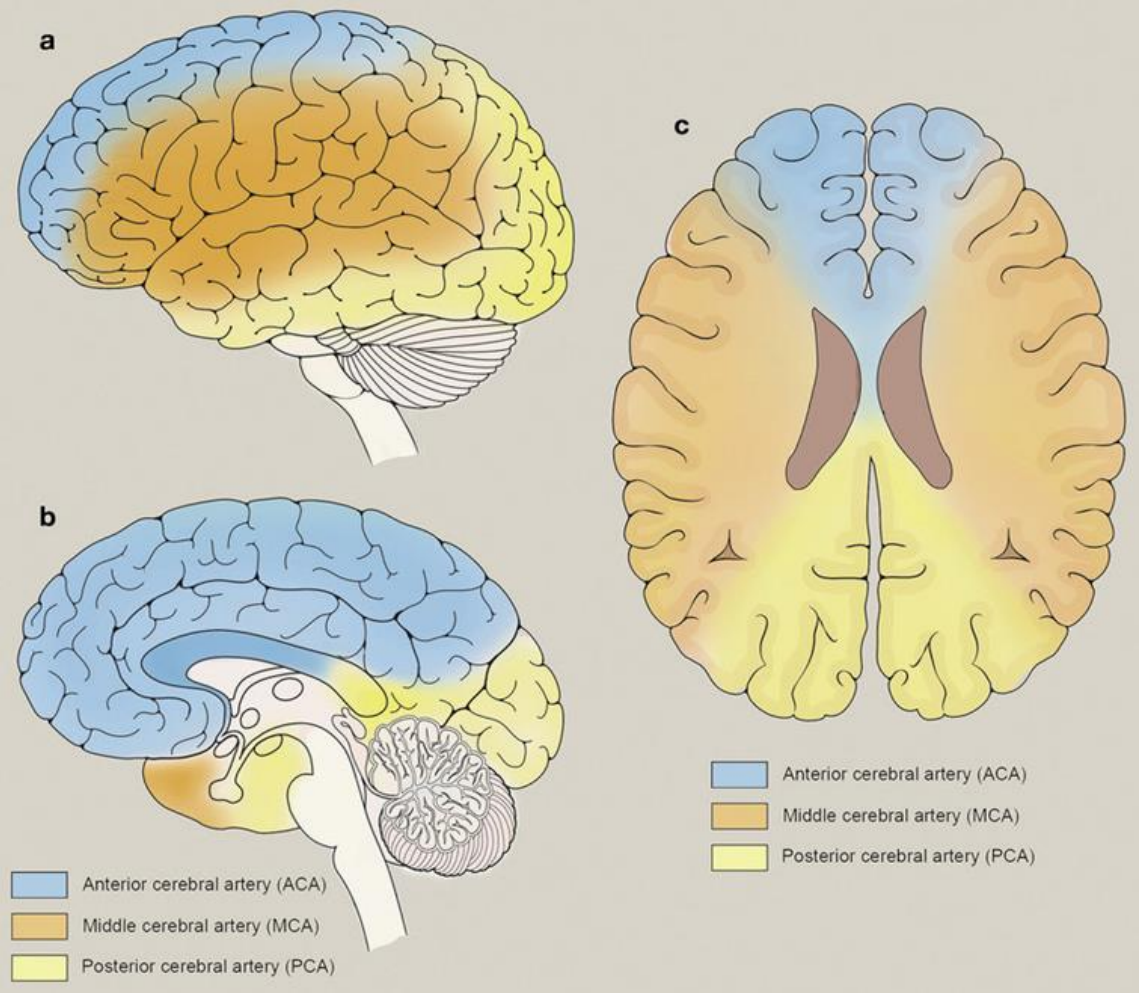 a
b
c
Anterior cerebral artery (ACA)
Middle cerebral artery (MCA)
Posterior cerebral artery (PCA)
Anterior cerebral artery (ACA)
Middle cerebral artery (MCA)
Posterior cerebral artery (PCA)